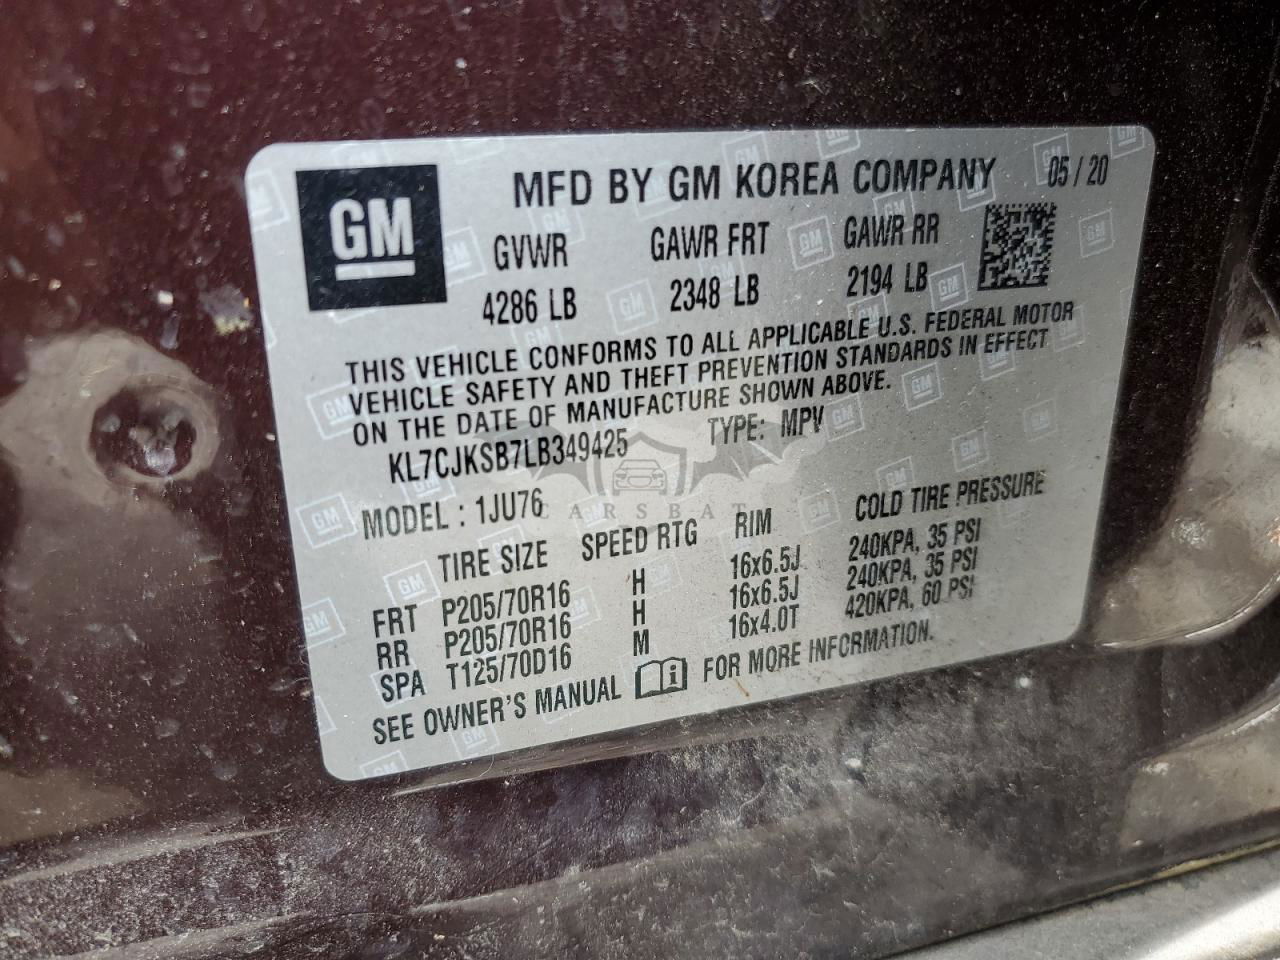 GM
MFD BY GM KOREA COMPANY 05 / 20
GVWR GAWR FRT GAWR RR
4286 LB 2348 LB 2194 LB
THIS VEHICLE CONFORMS TO ALL APPLICABLE U.S. FEDERAL MOTOR
VEHICLE SAFETY AND THEFT PREVENTION STANDARDS IN EFFECT
ON THE DATE OF MANUFACTURE SHOWN ABOVE.
KL7CJKSB7LB349425 TYPE: MPV
CARSBAT
MODEL : 1JU76
TIRE SIZE SPEED RTG RIM COLD TIRE PRESSURE
FRT P205/70R16 H 16x6.5J 240KPA, 35 PSI
RR P205/70R16 H 16x6.5J 240KPA, 35 PSI
SPA T125/70D16 M 16x4.0T 420KPA, 60 PSI
SEE OWNER'S MANUAL FOR MORE INFORMATION.